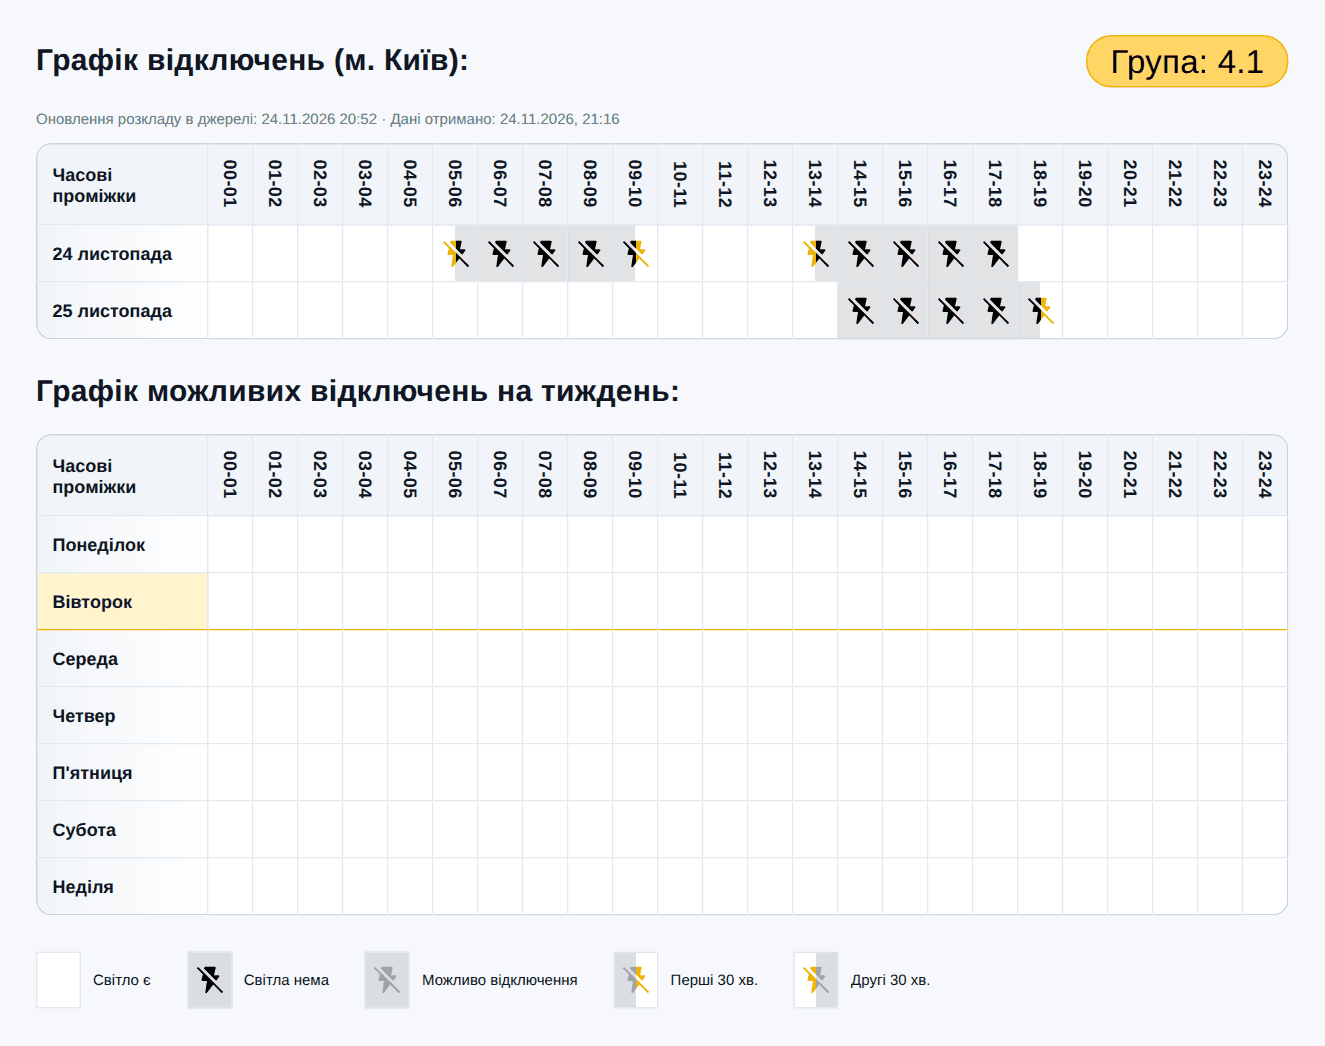 Графік відключень (м. Київ):
Група: 4.1
Оновлення розкладу в джерелі: 24.11.2026 20:52 · Дані отримано: 24.11.2026, 21:16
Часові проміжки 00-01 01-02 02-03 03-04 04-05 05-06 06-07 07-08 08-09 09-10 10-11 11-12 12-13 13-14 14-15 15-16 16-17 17-18 18-19 19-20 20-21 21-22 22-23 23-24
24 листопада
25 листопада
Графік можливих відключень на тиждень:
Часові проміжки 00-01 01-02 02-03 03-04 04-05 05-06 06-07 07-08 08-09 09-10 10-11 11-12 12-13 13-14 14-15 15-16 16-17 17-18 18-19 19-20 20-21 21-22 22-23 23-24
Понеділок
Вівторок
Середа
Четвер
П'ятниця
Субота
Неділя
Світло є Світла нема Можливо відключення Перші 30 хв. Другі 30 хв.